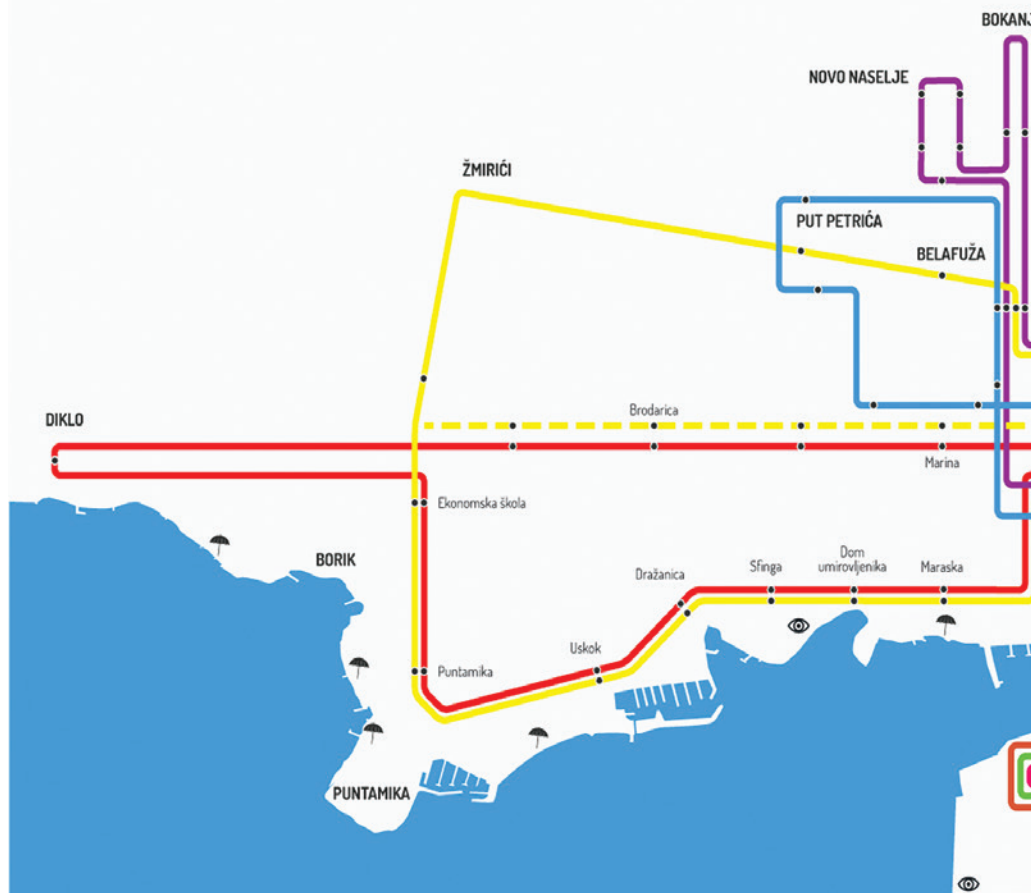 BOKANJ
NOVO NASELJE
ŽMIRIĆI
PUT PETRIĆA
BELAFUŽA
DIKLO
Brodarica
Marina
Ekonomska škola
BORIK
Dražanica
Sfinga
Dom
umirovljenika
Maraska
Uskok
Puntamika
PUNTAMIKA